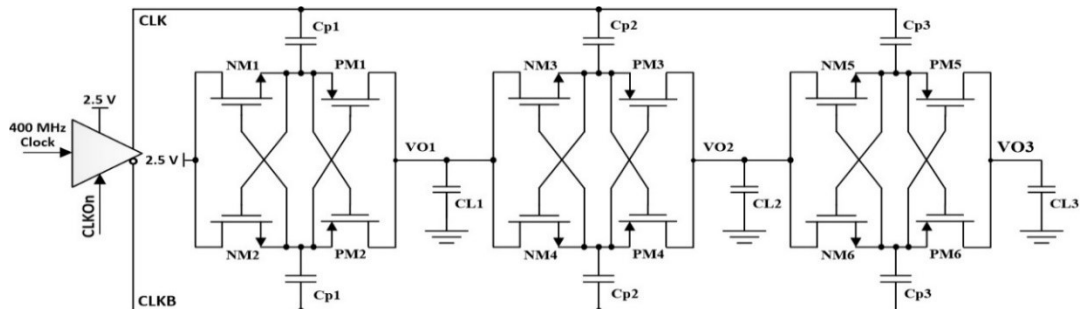 CLK
Cp1
Cp2
Cp3
NM1
PM1
NM3
PM3
NM5
PM5
2.5 V
400 MHz
Clock
2.5 V
VO1
VO2
VO3
CL1
CL2
CL3
CLKOn
NM2
PM2
NM4
PM4
NM6
PM6
Cp1
Cp2
Cp3
CLKB